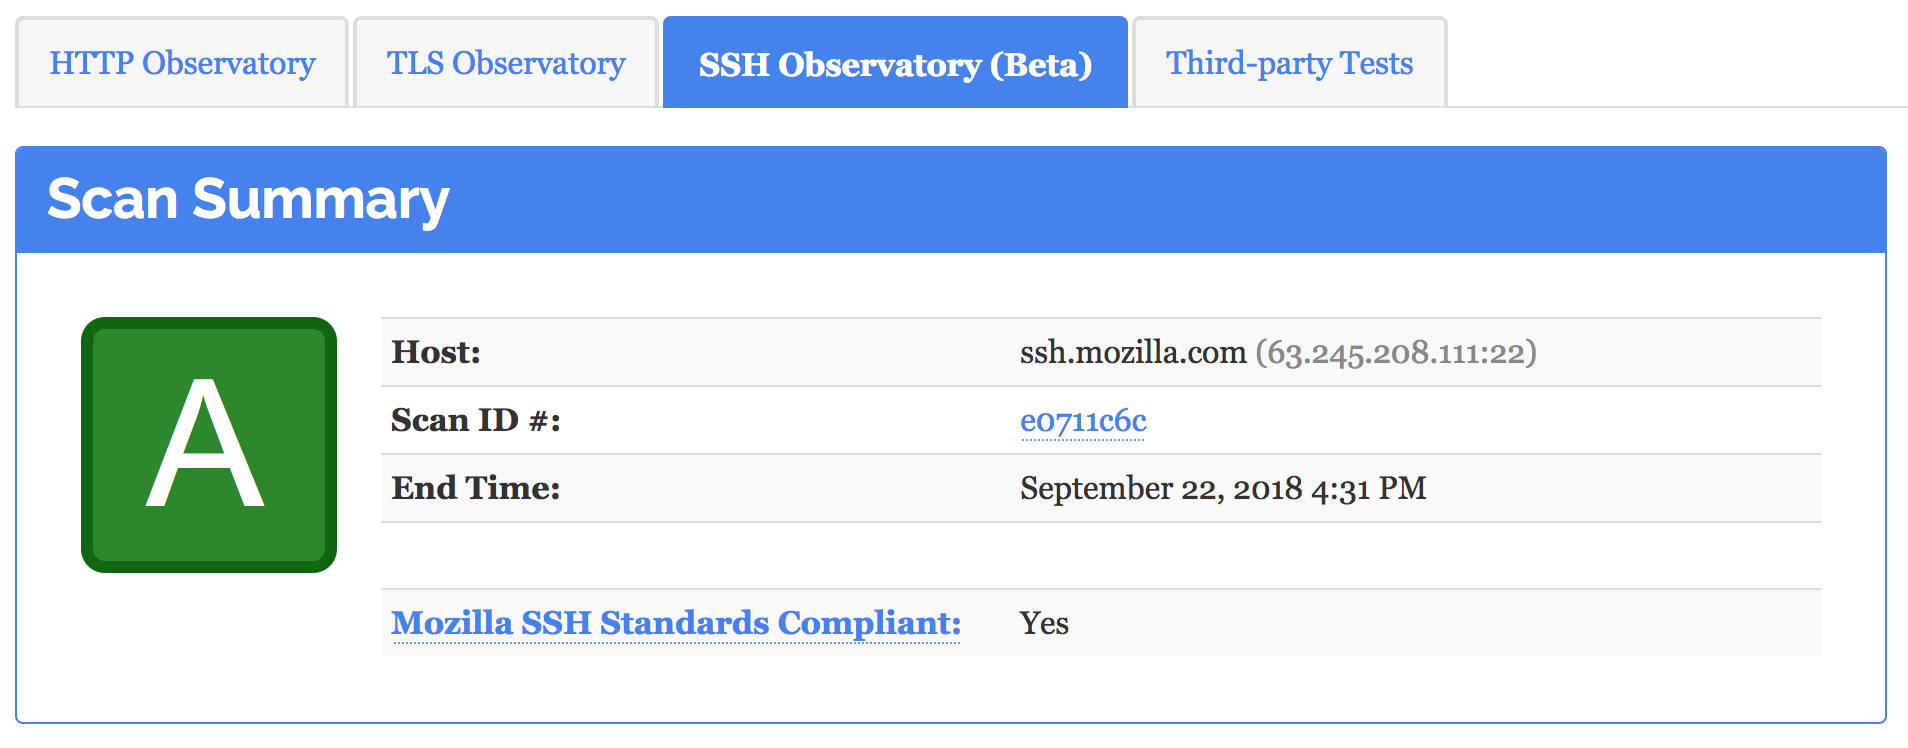 HTTP Observatory
TLS Observatory
SSH Observatory (Beta)
Third-party Tests
Scan Summary
A
Host: ssh.mozilla.com (63.245.208.111:22)
Scan ID #: e0711c6c
End Time: September 22, 2018 4:31 PM
Mozilla SSH Standards Compliant: Yes